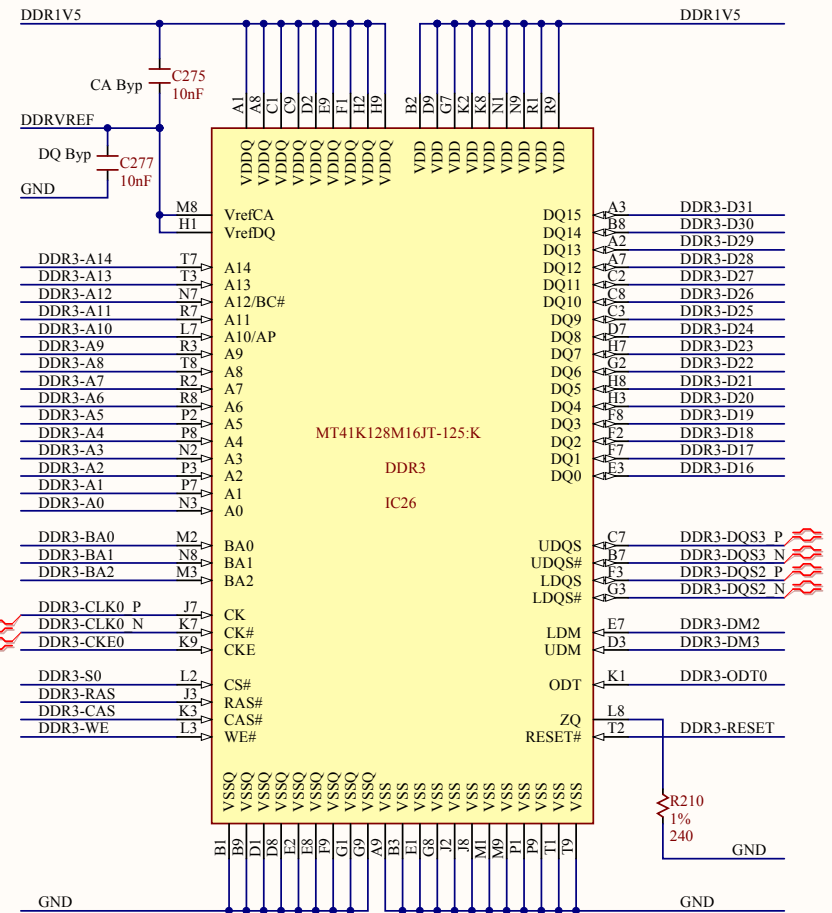 DDR1V5 DDR1V5
CA Byp C275
10nF
A1 A8 C1 C9 D2 E9 F1 H2 H9 B2 D9 G7 K2 K8 N1 N9 R1 R9
DDRVREF
DQ Byp C277
10nF
GND
VDDQ VDDQ VDDQ VDDQ VDDQ VDDQ VDDQ VDDQ VDDQ VDD VDD VDD VDD VDD VDD VDD VDD VDD
M8 VrefCA DQ15 A3 DDR3-D31
H1 VrefDQ DQ14 B8 DDR3-D30
DQ13 A2 DDR3-D29
DDR3-A14 T7 A14 DQ12 A7 DDR3-D28
DDR3-A13 T3 A13 DQ11 C2 DDR3-D27
DDR3-A12 N7 A12/BC# DQ10 C8 DDR3-D26
DDR3-A11 R7 A11 DQ9 C3 DDR3-D25
DDR3-A10 L7 A10/AP DQ8 D7 DDR3-D24
DDR3-A9 R3 A9 DQ7 H7 DDR3-D23
DDR3-A8 T8 A8 DQ6 G2 DDR3-D22
DDR3-A7 R2 A7 DQ5 H8 DDR3-D21
DDR3-A6 R8 A6 DQ4 H3 DDR3-D20
DDR3-A5 P2 A5 DQ3 F8 DDR3-D19
DDR3-A4 P8 A4 DQ2 F2 DDR3-D18
DDR3-A3 N2 A3 DQ1 F7 DDR3-D17
DDR3-A2 P3 A2 DQ0 E3 DDR3-D16
DDR3-A1 P7 A1
DDR3-A0 N3 A0
MT41K128M16JT-125:K
DDR3
IC26
DDR3-BA0 M2 BA0 UDQS C7 DDR3-DQS3_P
DDR3-BA1 N8 BA1 UDQS# B7 DDR3-DQS3_N
DDR3-BA2 M3 BA2 LDQS F3 DDR3-DQS2_P
LDQS# G3 DDR3-DQS2_N
DDR3-CLK0_P J7 CK
DDR3-CLK0_N K7 CK# LDM E7 DDR3-DM2
DDR3-CKE0 K9 CKE UDM D3 DDR3-DM3
DDR3-S0 L2 CS# ODT K1 DDR3-ODT0
DDR3-RAS J3 RAS#
DDR3-CAS K3 CAS# ZQ L8
DDR3-WE L3 WE# RESET# T2 DDR3-RESET
VSSQ VSSQ VSSQ VSSQ VSSQ VSSQ VSSQ VSSQ VSSQ VSS VSS VSS VSS VSS VSS VSS VSS VSS VSS VSS VSS
R210
1%
240
B1 B9 D1 D8 E2 E8 F9 G1 G9 A9 B3 E1 G8 J2 J8 M1 M9 P1 P9 T1 T9
GND
GND GND